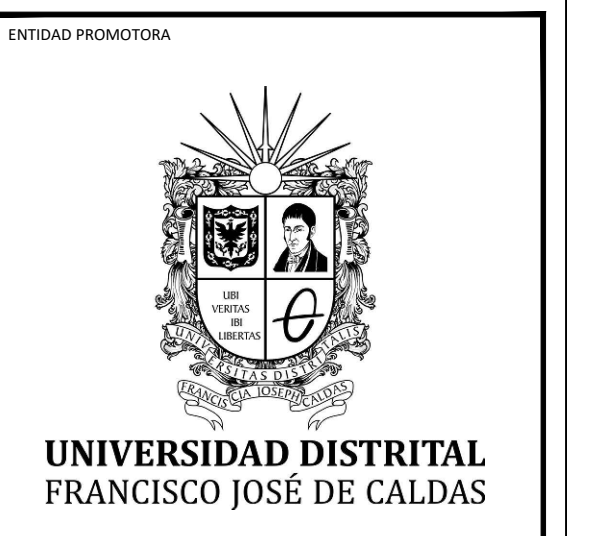 ENTIDAD PROMOTORA
UBI
VERITAS
IBI
LIBERTAS
UNIVERSITAS DISTRITALIS
FRANCISCIA JOSEPH CALDAS
UNIVERSIDAD DISTRITAL
FRANCISCO JOSÉ DE CALDAS